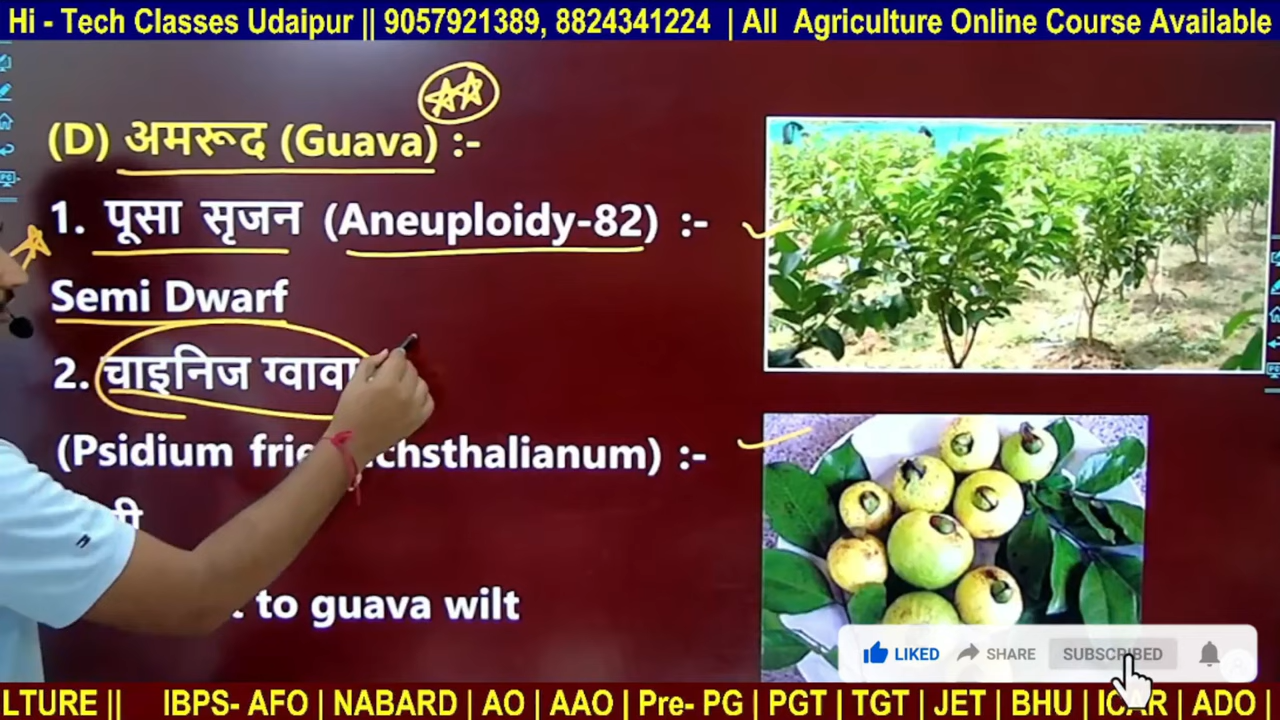 Hi - Tech Classes Udaipur || 9057921389, 8824341224 | All Agriculture Online Course Available
(D) अमरूद (Guava) :-
1. पूसा सृजन (Aneuploidy-82) :-
Semi Dwarf
2. चाइनिज ग्वावा
(Psidium :-
to guava wilt
LIKED SHARE SUBSCRIBED
LTURE || IBPS- AFO | NABARD | AO | AAO | Pre- PG | PGT | TGT | JET | BHU | ICAR | ADO |